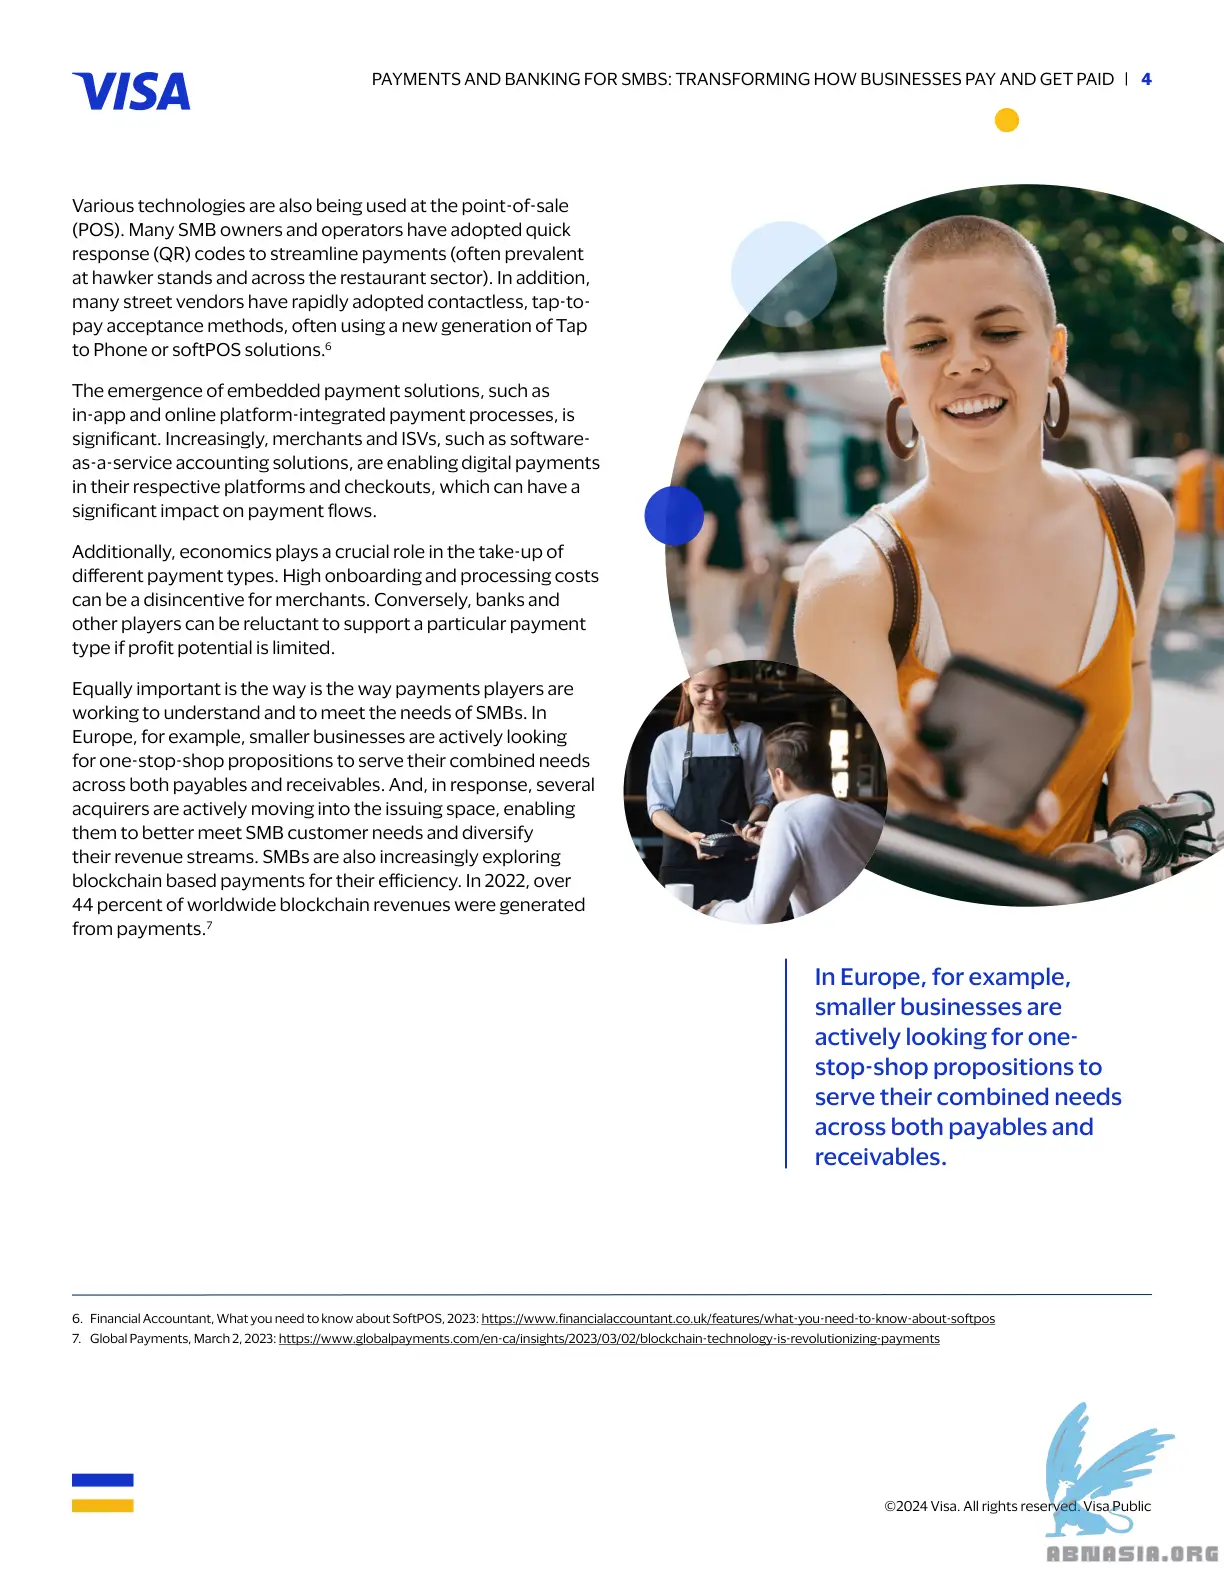 VISA
PAYMENTS AND BANKING FOR SMBS: TRANSFORMING HOW BUSINESSES PAY AND GET PAID | 4
Various technologies are also being used at the point-of-sale
(POS). Many SMB owners and operators have adopted quick
response (QR) codes to streamline payments (often prevalent
at hawker stands and across the restaurant sector). In addition,
many street vendors have rapidly adopted contactless, tap-to-
pay acceptance methods, often using a new generation of Tap
to Phone or softPOS solutions.⁶
The emergence of embedded payment solutions, such as
in-app and online platform-integrated payment processes, is
significant. Increasingly, merchants and ISVs, such as software-
as-a-service accounting solutions, are enabling digital payments
in their respective platforms and checkouts, which can have a
significant impact on payment flows.
Additionally, economics plays a crucial role in the take-up of
different payment types. High onboarding and processing costs
can be a disincentive for merchants. Conversely, banks and
other players can be reluctant to support a particular payment
type if profit potential is limited.
Equally important is the way is the way payments players are
working to understand and to meet the needs of SMBs. In
Europe, for example, smaller businesses are actively looking
for one-stop-shop propositions to serve their combined needs
across both payables and receivables. And, in response, several
acquirers are actively moving into the issuing space, enabling
them to better meet SMB customer needs and diversify
their revenue streams. SMBs are also increasingly exploring
blockchain based payments for their efficiency. In 2022, over
44 percent of worldwide blockchain revenues were generated
from payments.⁷
In Europe, for example,
smaller businesses are
actively looking for one-
stop-shop propositions to
serve their combined needs
across both payables and
receivables.
6. Financial Accountant, What you need to know about SoftPOS, 2023: https://www.financialaccountant.co.uk/features/what-you-need-to-know-about-softpos
7. Global Payments, March 2, 2023: https://www.globalpayments.com/en-ca/insights/2023/03/02/blockchain-technology-is-revolutionizing-payments
©2024 Visa. All rights reserved. Visa Public
ABNASIA.ORG